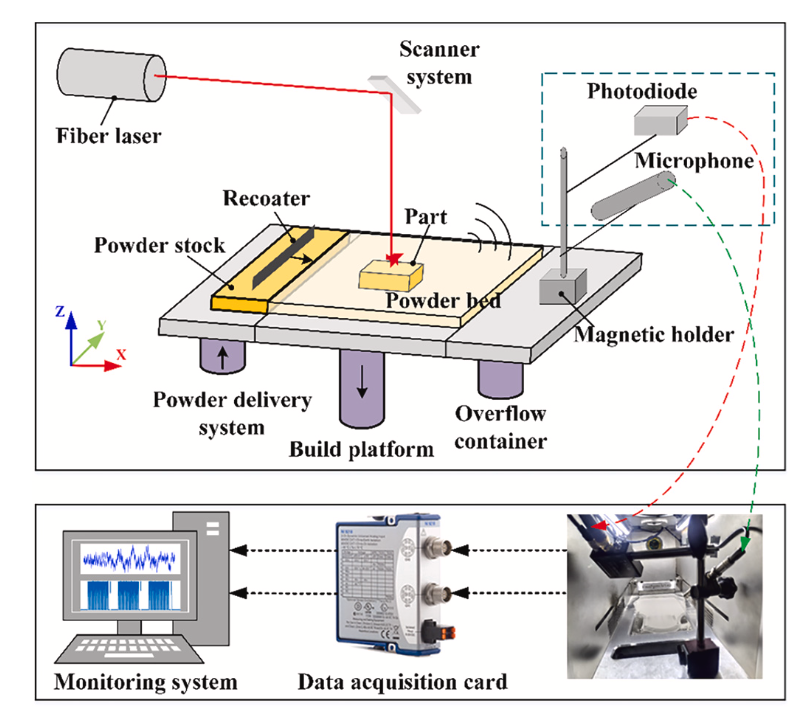 Scanner
system
Photodiode
Fiber laser
Microphone
Recoater
Part
Powder stock
Powder bed
Z
Y
X
Magnetic holder
Powder delivery
system
Overflow
container
Build platform
Monitoring system
Data acquisition card